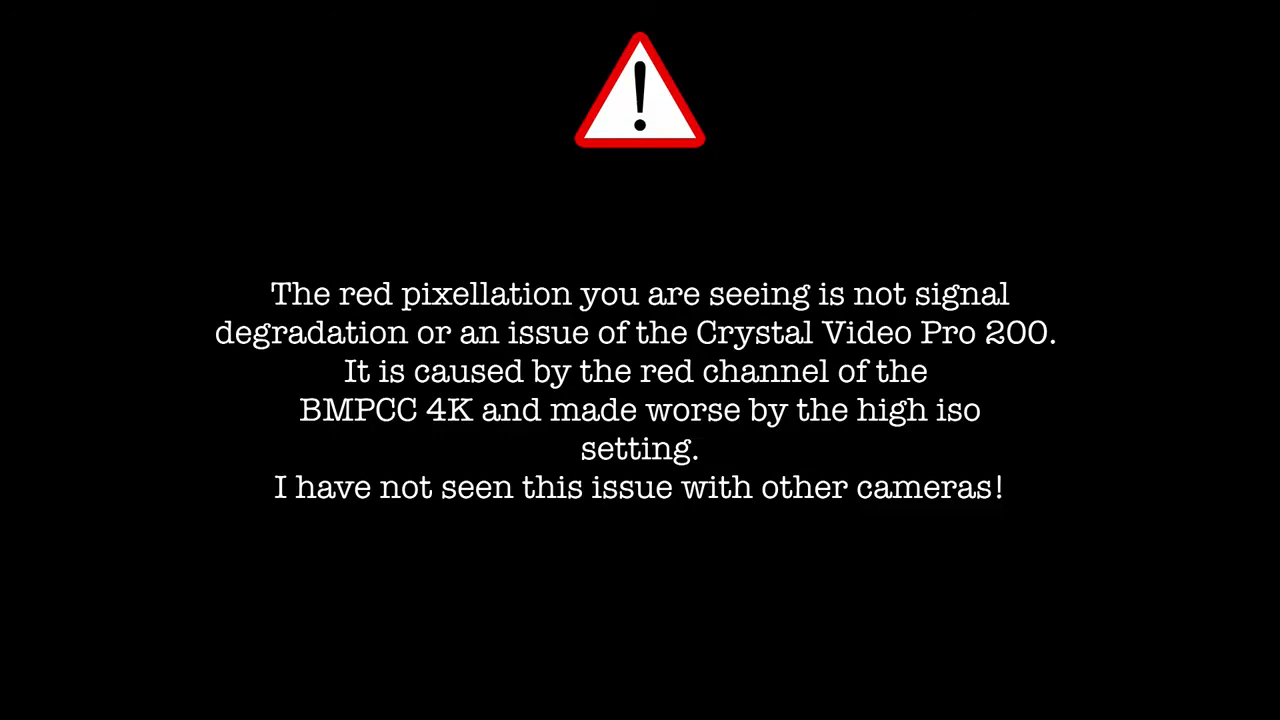 The red pixellation you are seeing is not signal
degradation or an issue of the Crystal Video Pro 200.
It is caused by the red channel of the
BMPCC 4K and made worse by the high iso
setting.
I have not seen this issue with other cameras!